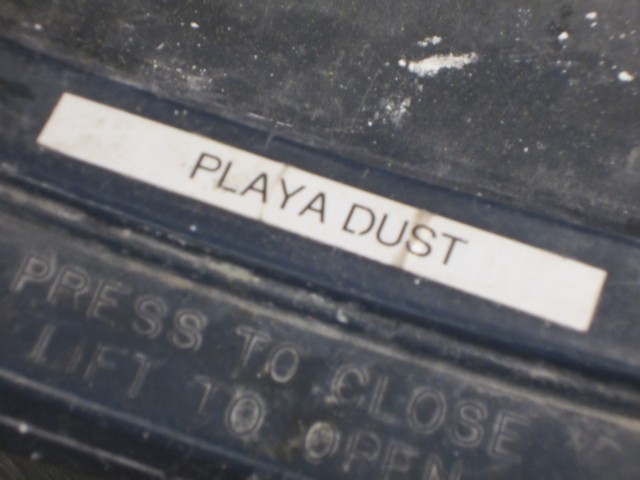 PLAYA DUST
PRESS TO CLOSE
LIFT TO OPEN